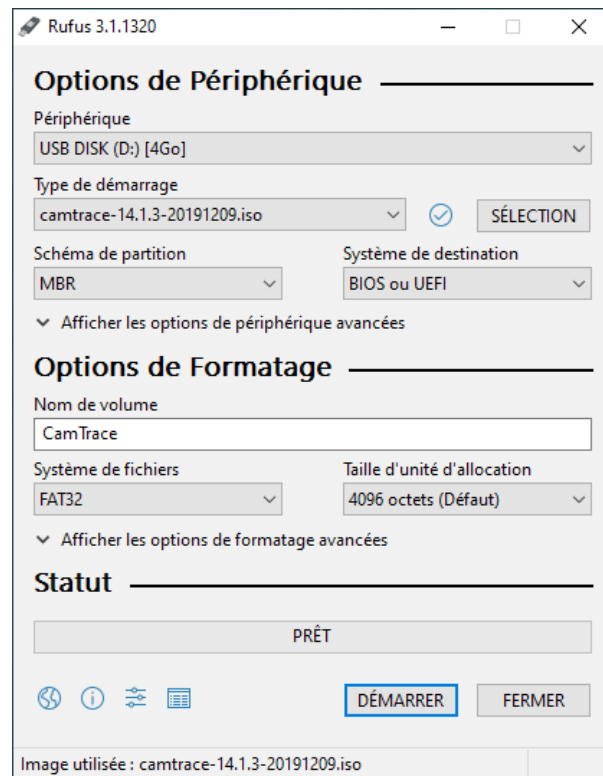 Rufus 3.1.1320
Options de Périphérique
Périphérique
USB DISK (D:) [4Go]
Type de démarrage
camtrace-14.1.3-20191209.iso
SÉLECTION
Schéma de partition
Système de destination
MBR
BIOS ou UEFI
Afficher les options de périphérique avancées
Options de Formatage
Nom de volume
CamTrace
Système de fichiers
Taille d'unité d'allocation
FAT32
4096 octets (Défaut)
Afficher les options de formatage avancées
Statut
PRÊT
DÉMARRER
FERMER
Image utilisée : camtrace-14.1.3-20191209.iso